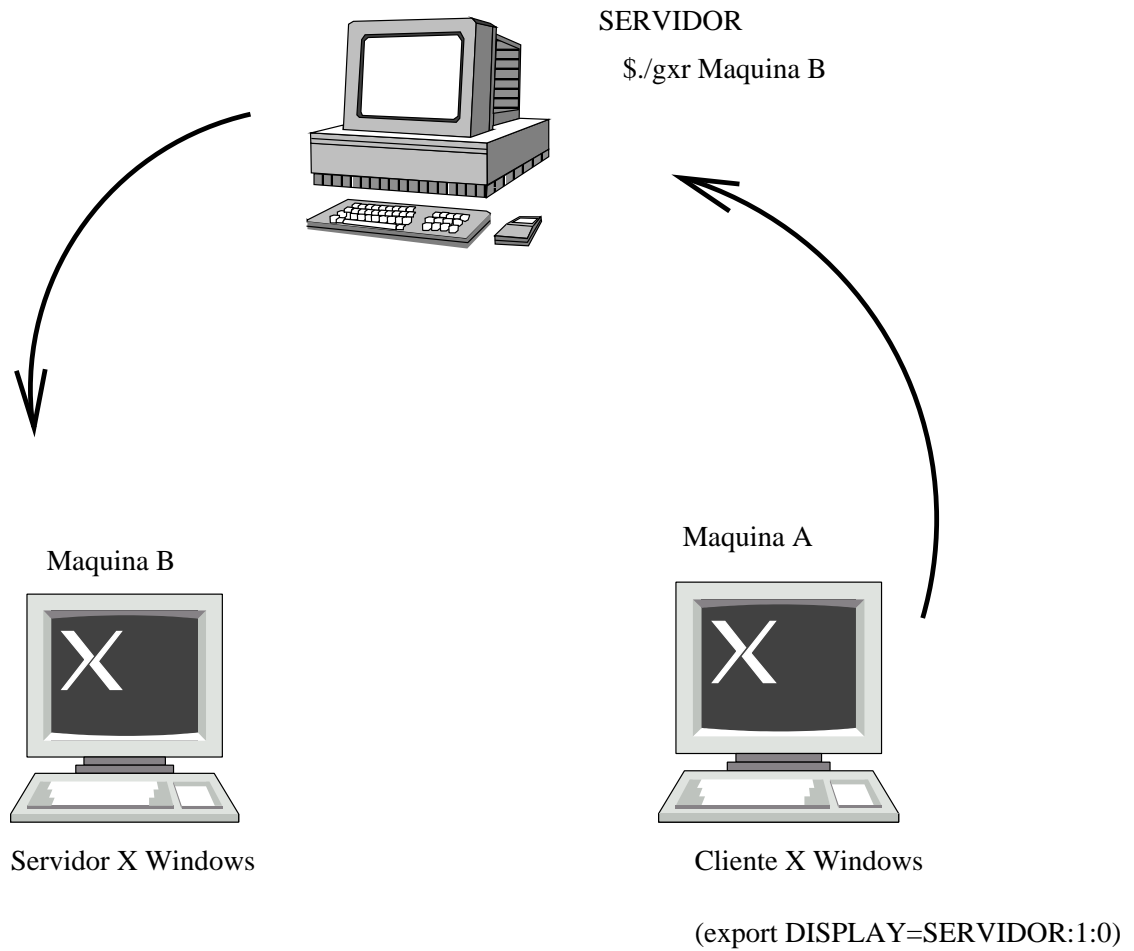 SERVIDOR
$./gxr Maquina B
Maquina B
Maquina A
X
X
Servidor X Windows
Cliente X Windows
(export DISPLAY=SERVIDOR:1:0)